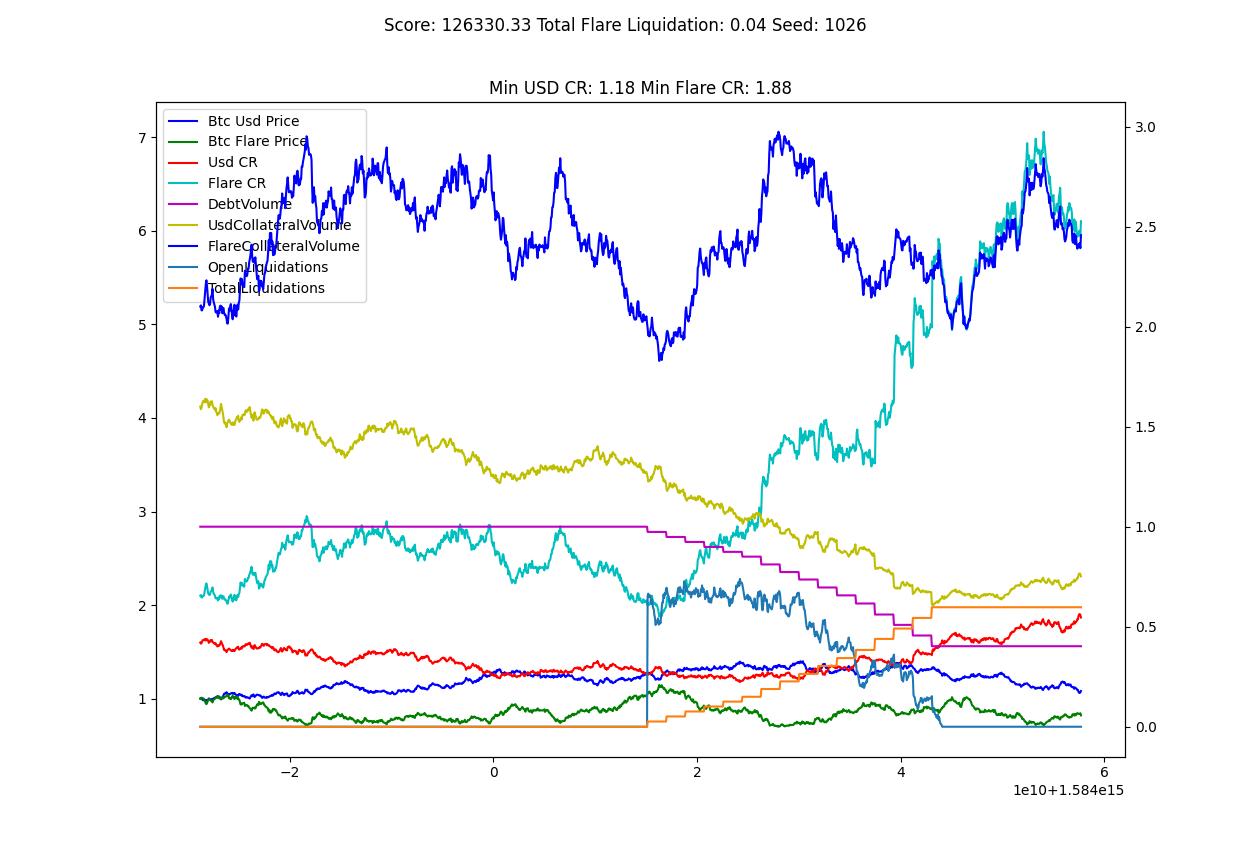 Score: 126330.33 Total Flare Liquidation: 0.04 Seed: 1026
Min USD CR: 1.18 Min Flare CR: 1.88
Btc Usd Price
Btc Flare Price
Usd CR
Flare CR
DebtVolume
UsdCollateralVolume
FlareCollateralVolume
OpenLiquidations
TotalLiquidations
7
6
5
4
3
2
1
3.0
2.5
2.0
1.5
1.0
0.5
0.0
−2
0
2
4
6
1e10+1.584e15